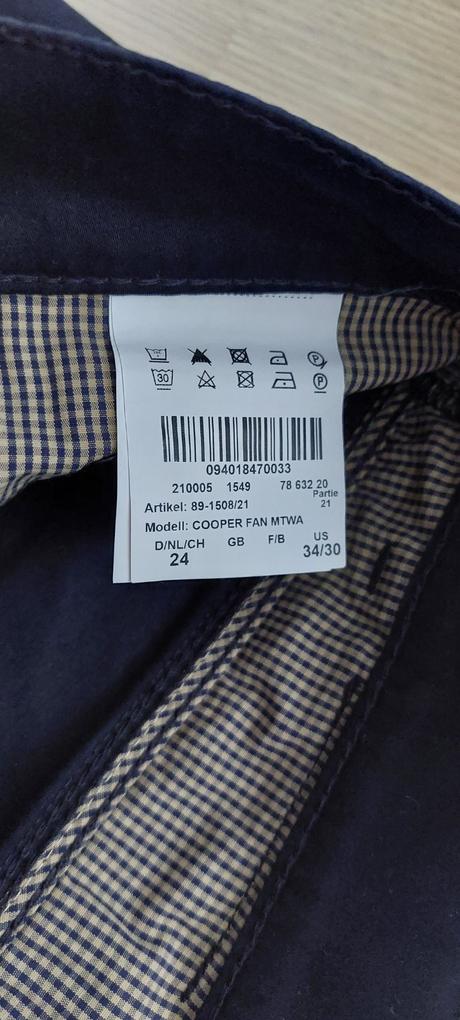 30
P
P
094018470033
210005 1549 78 632 20
Partie
Artikel: 89-1508/21 21
Modell: COOPER FAN MTWA
D/NL/CH GB F/B US
24 34/30